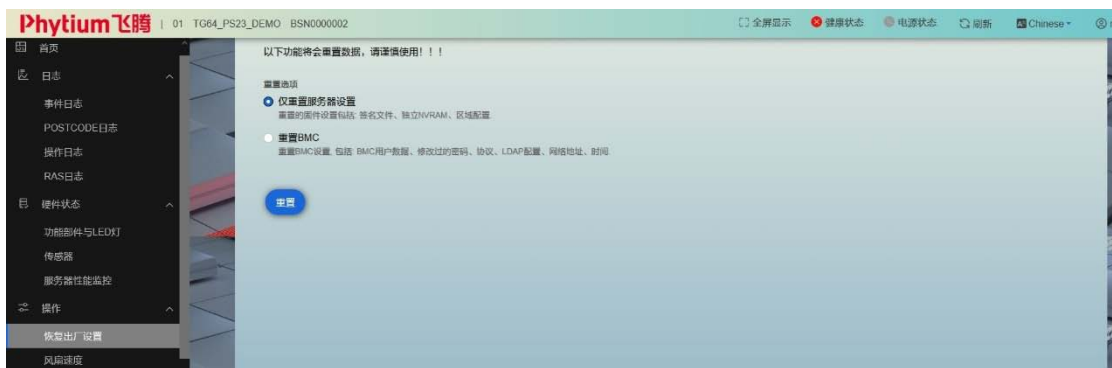 Phytium飞腾 | 01 TG64_PS23_DEMO BSN0000002
全屏显示
健康状态
电源状态
刷新
Chinese
首页
日志
事件日志
POSTCODE日志
操作日志
RAS日志
硬件状态
功能部件与LED灯
传感器
服务器性能监控
操作
恢复出厂设置
风扇速度
以下功能将会重置数据，请谨慎使用！！！
重置选项
仅重置服务器设置
重置的固件设置包括: 签名文件、独立NVRAM、区域配置
重置BMC
重置BMC设置, 包括: BMC用户数据、修改过的密码、协议、LDAP配置、网络地址、时间
重置